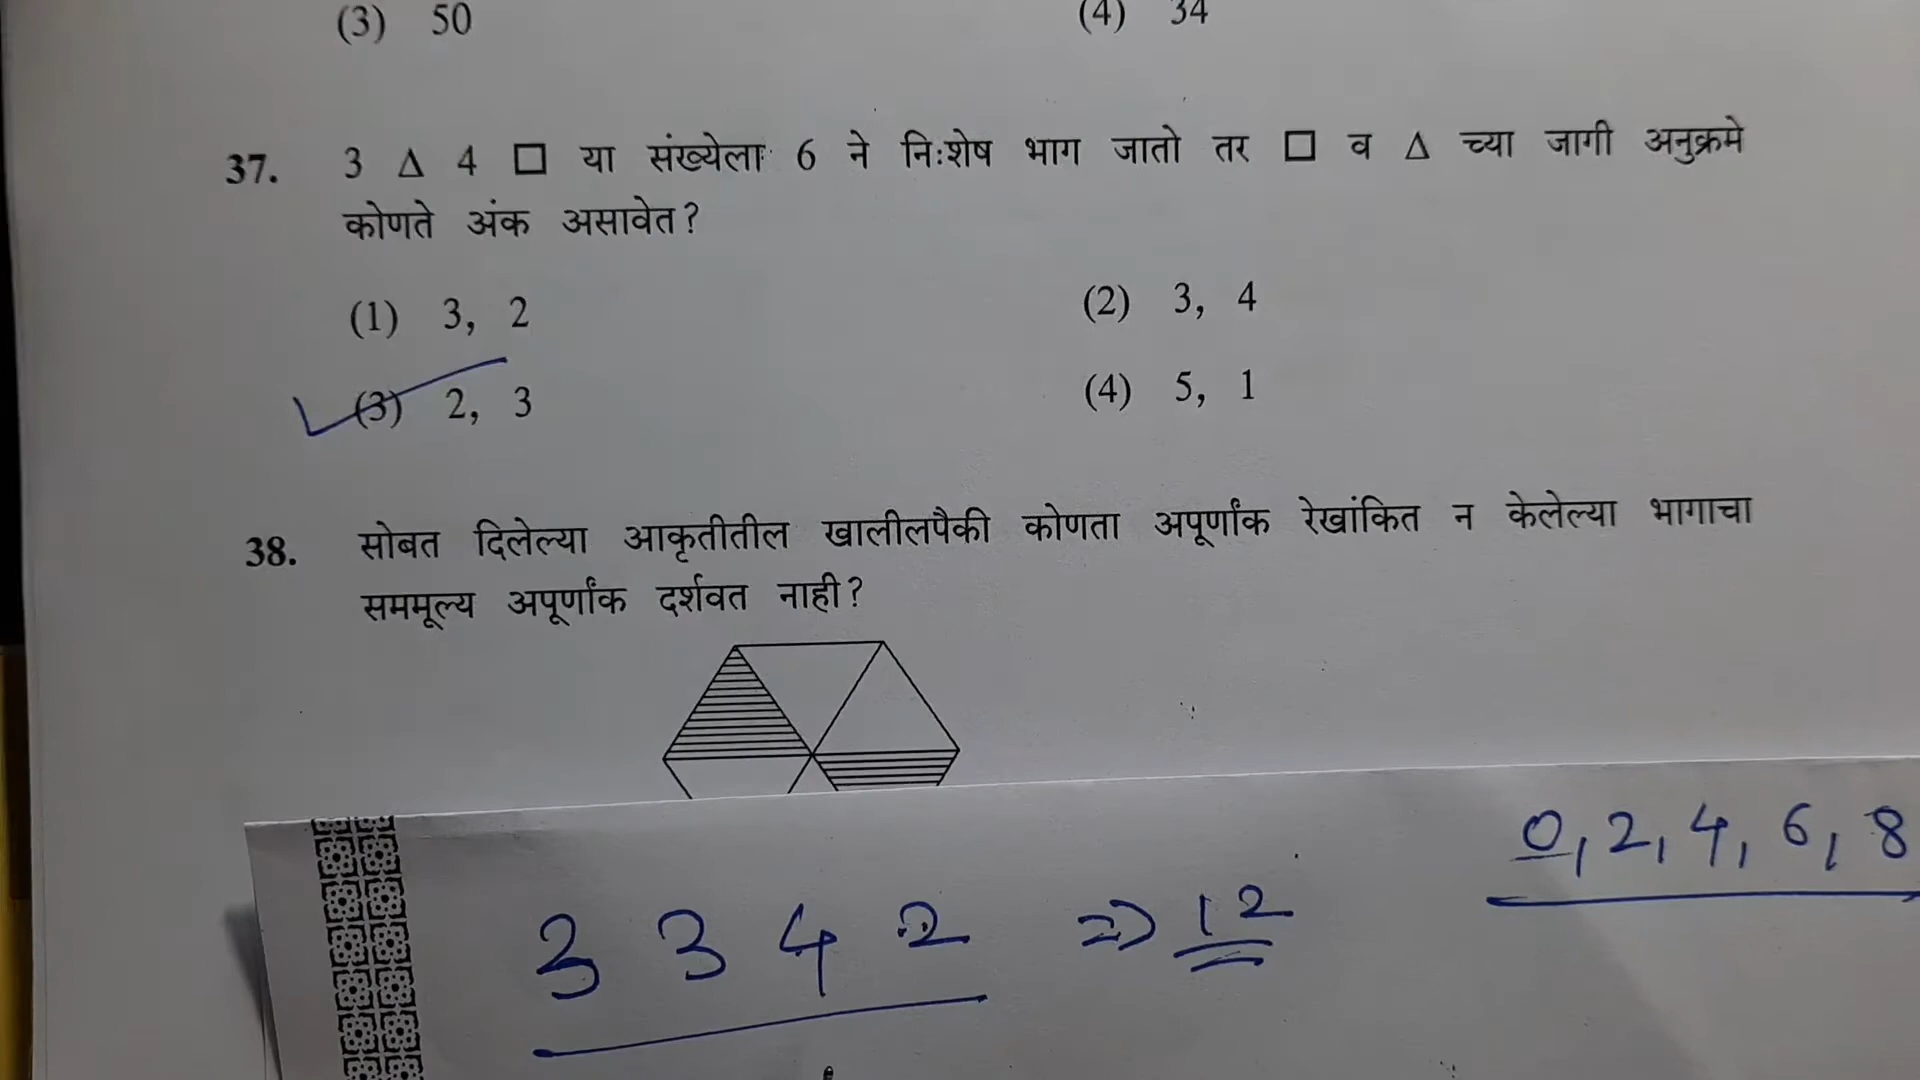 (3) 50 (4) 34
37. 3 Δ 4 □ या संख्येला 6 ने नि:शेष भाग जातो तर □ व Δ च्या जागी अनुक्रमे
कोणते अंक असावेत?
(1) 3, 2 (2) 3, 4
(3) 2, 3 (4) 5, 1
38. सोबत दिलेल्या आकृतीतील खालीलपैकी कोणता अपूर्णांक रेखांकित न केलेल्या भागाचा
सममूल्य अपूर्णांक दर्शवत नाही?
0, 2, 4, 6, 8
3 3 4 2 => 12